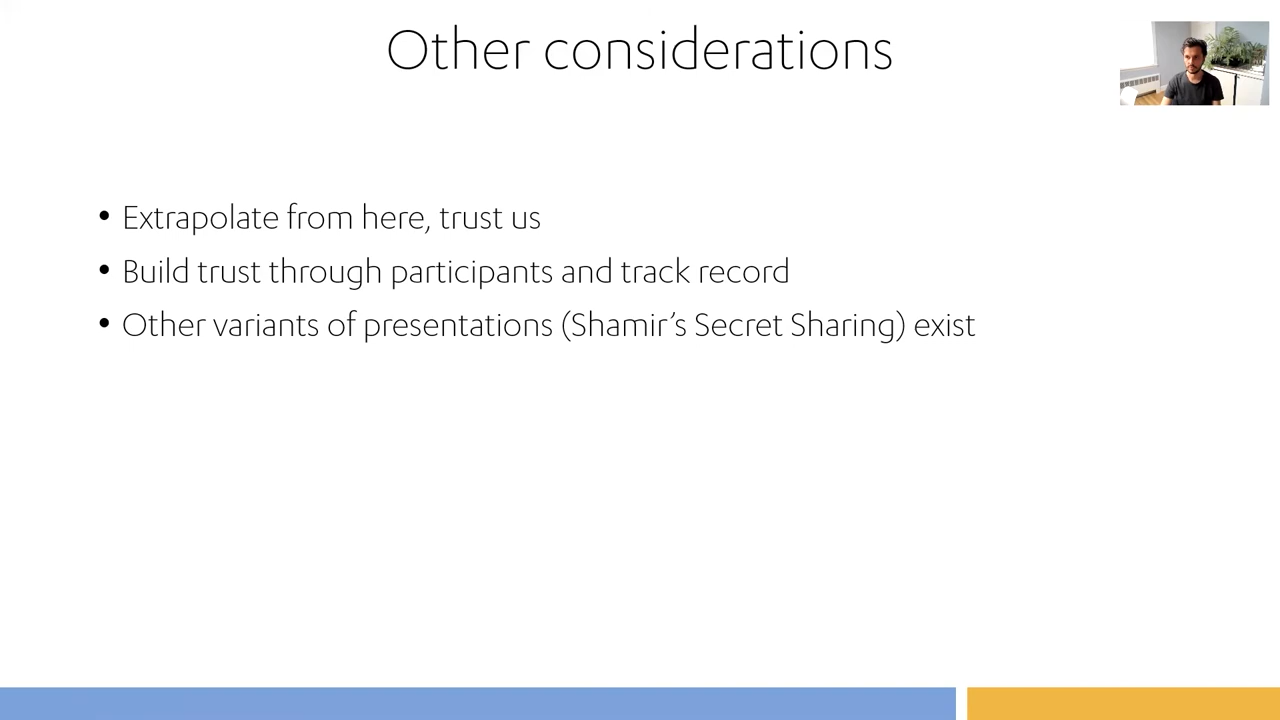 Other considerations
• Extrapolate from here, trust us
• Build trust through participants and track record
• Other variants of presentations (Shamir’s Secret Sharing) exist